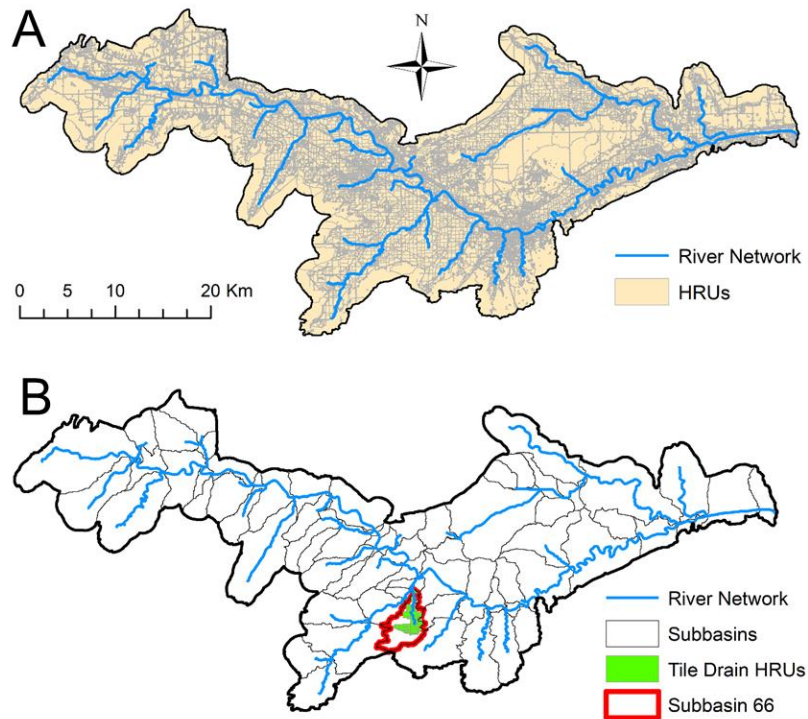 A
N
River Network
HRUs
0 5 10 20 Km
B
River Network
Subbasins
Tile Drain HRUs
Subbasin 66